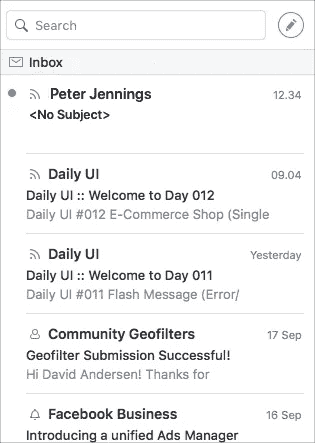 Search
Inbox
Peter Jennings 12.34
<No Subject>
Daily UI 09.04
Daily UI :: Welcome to Day 012
Daily UI #012 E-Commerce Shop (Single
Daily UI Yesterday
Daily UI :: Welcome to Day 011
Daily UI #011 Flash Message (Error/
Community Geofilters 17 Sep
Geofilter Submission Successful!
Hi David Andersen! Thanks for
Facebook Business 16 Sep
Introducing a unified Ads Manager